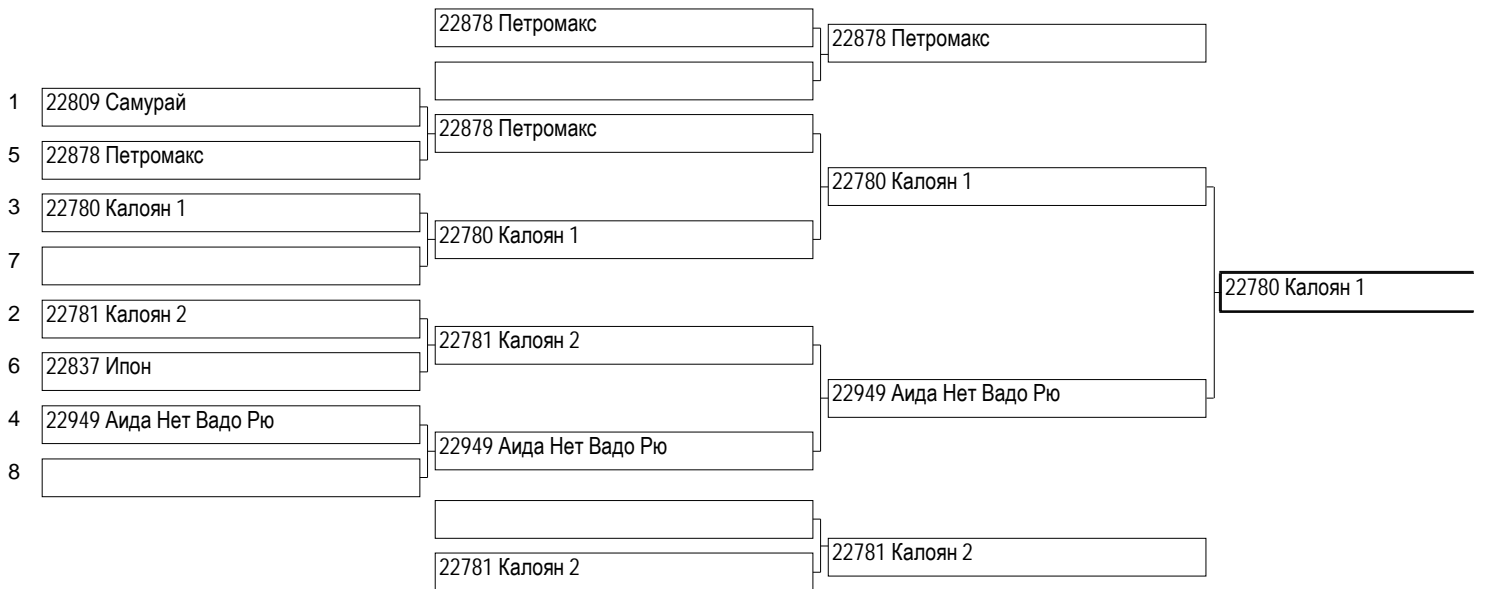 22878 Петромакс
22878 Петромакс
1 22809 Самурай
22878 Петромакс
5 22878 Петромакс
22780 Калоян 1
3 22780 Калоян 1
22780 Калоян 1
7
22780 Калоян 1
2 22781 Калоян 2
22781 Калоян 2
6 22837 Ипон
22949 Аида Нет Вадо Рю
4 22949 Аида Нет Вадо Рю
22949 Аида Нет Вадо Рю
8
22781 Калоян 2
22781 Калоян 2